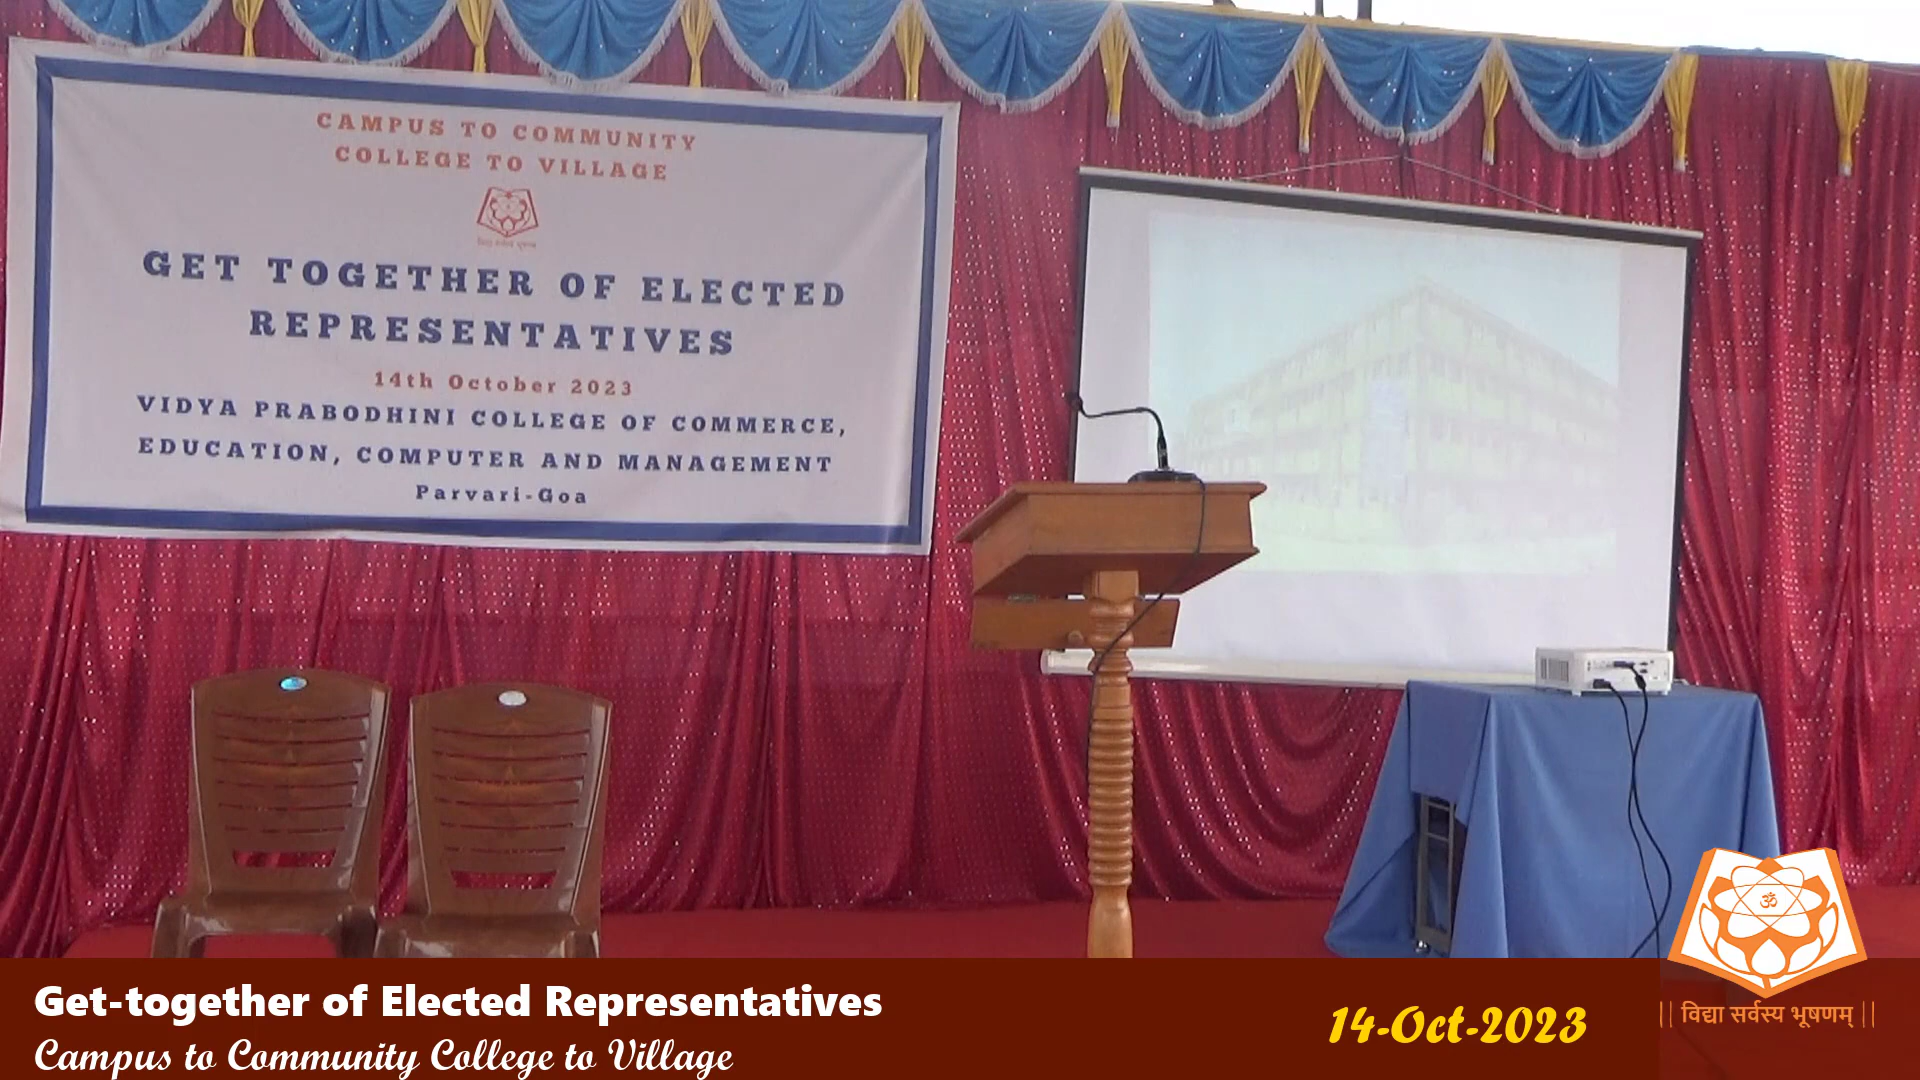 CAMPUS TO COMMUNITY
COLLEGE TO VILLAGE
GET TOGETHER OF ELECTED
REPRESENTATIVES
14th October 2023
VIDYA PRABODHINI COLLEGE OF COMMERCE,
EDUCATION, COMPUTER AND MANAGEMENT
Parvari-Goa
ॐ
Get-together of Elected Representatives
Campus to Community College to Village
14-Oct-2023
|| विद्या सर्वस्य भूषणम् ||